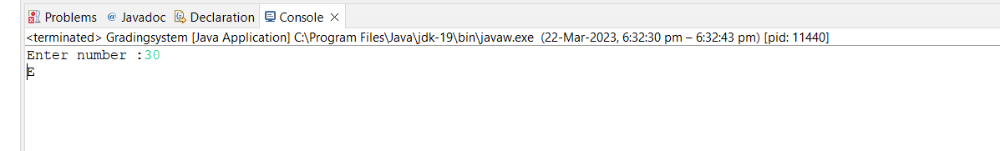 Problems @ Javadoc Declaration Console
<terminated> Gradingsystem [Java Application] C:\Program Files\Java\jdk-19\bin\javaw.exe (22-Mar-2023, 6:32:30 pm – 6:32:43 pm) [pid: 11440]
Enter number :30
E